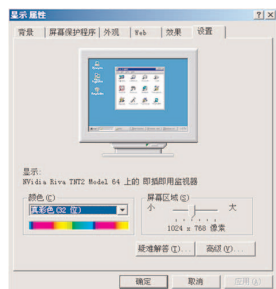 显示 属性
背景 屏幕保护程序 外观 Web 效果 设置
显示:
NVidia Riva TNT2 Model 64 上的 即插即用监视器
颜色(C)
真彩色(32 位)
屏幕区域(S)
小 大
1024 x 768 像素
疑难解答(T)... 高级(V)...
确定 取消 应用(A)